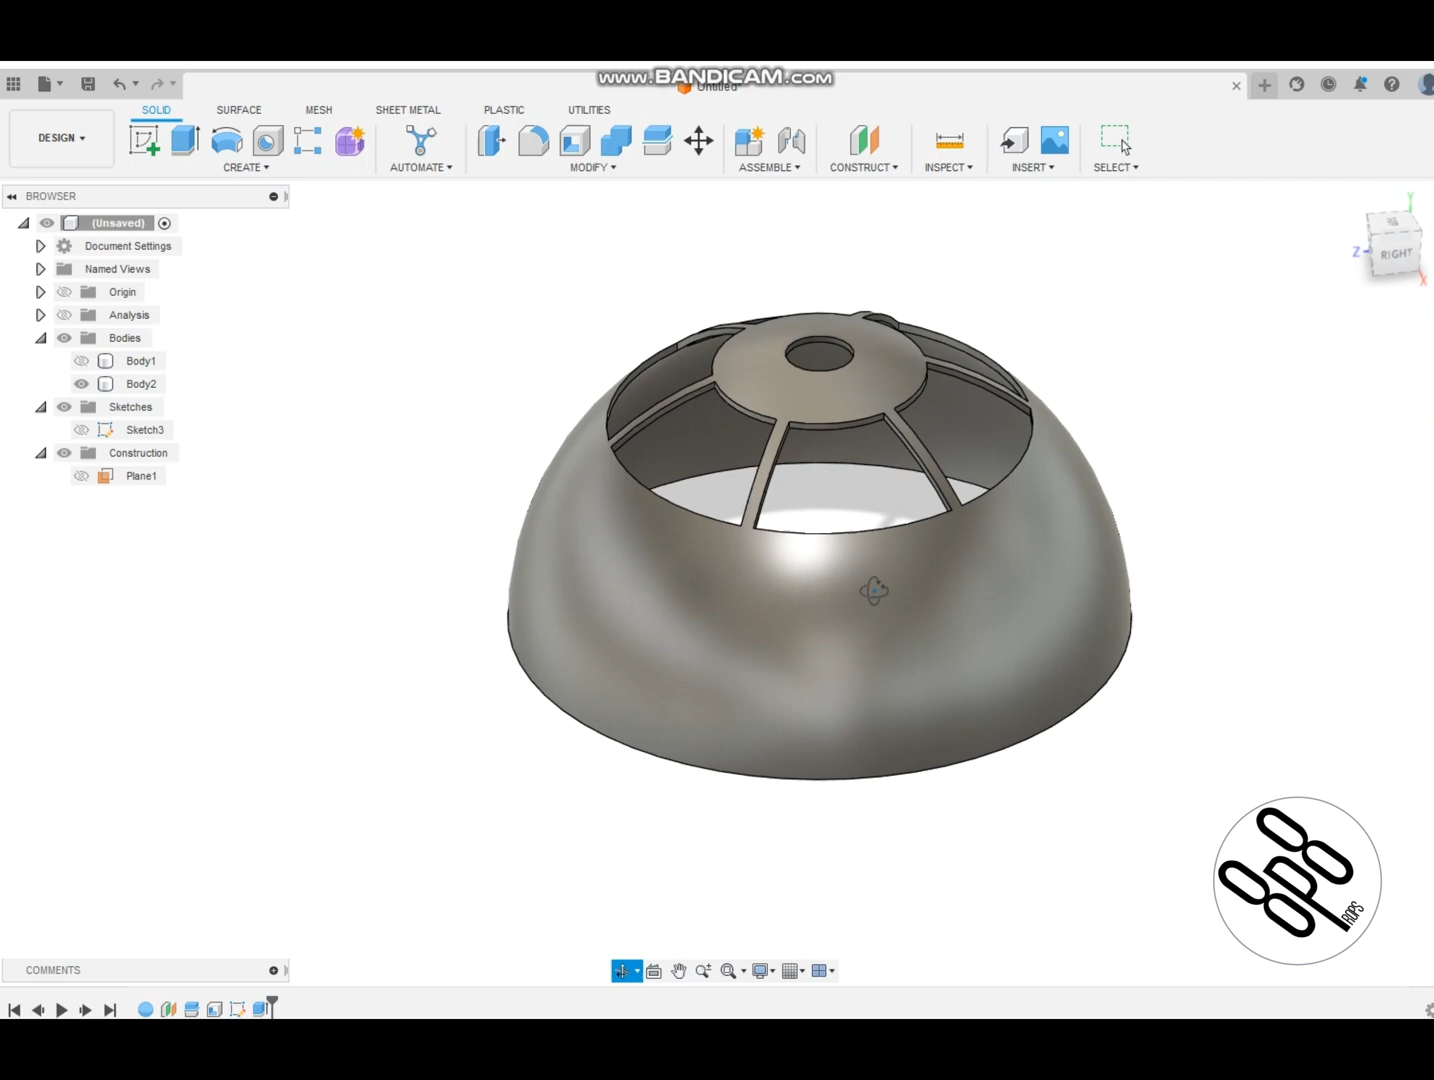 www.BANDICAM.com
Untitled*
SOLID SURFACE MESH SHEET METAL PLASTIC UTILITIES
DESIGN
CREATE AUTOMATE MODIFY ASSEMBLE CONSTRUCT INSPECT INSERT SELECT
BROWSER
(Unsaved)
Document Settings
Named Views
Origin
Analysis
Bodies
Body1
Body2
Sketches
Sketch3
Construction
Plane1
Y
Z
RIGHT
X
ROPS
COMMENTS